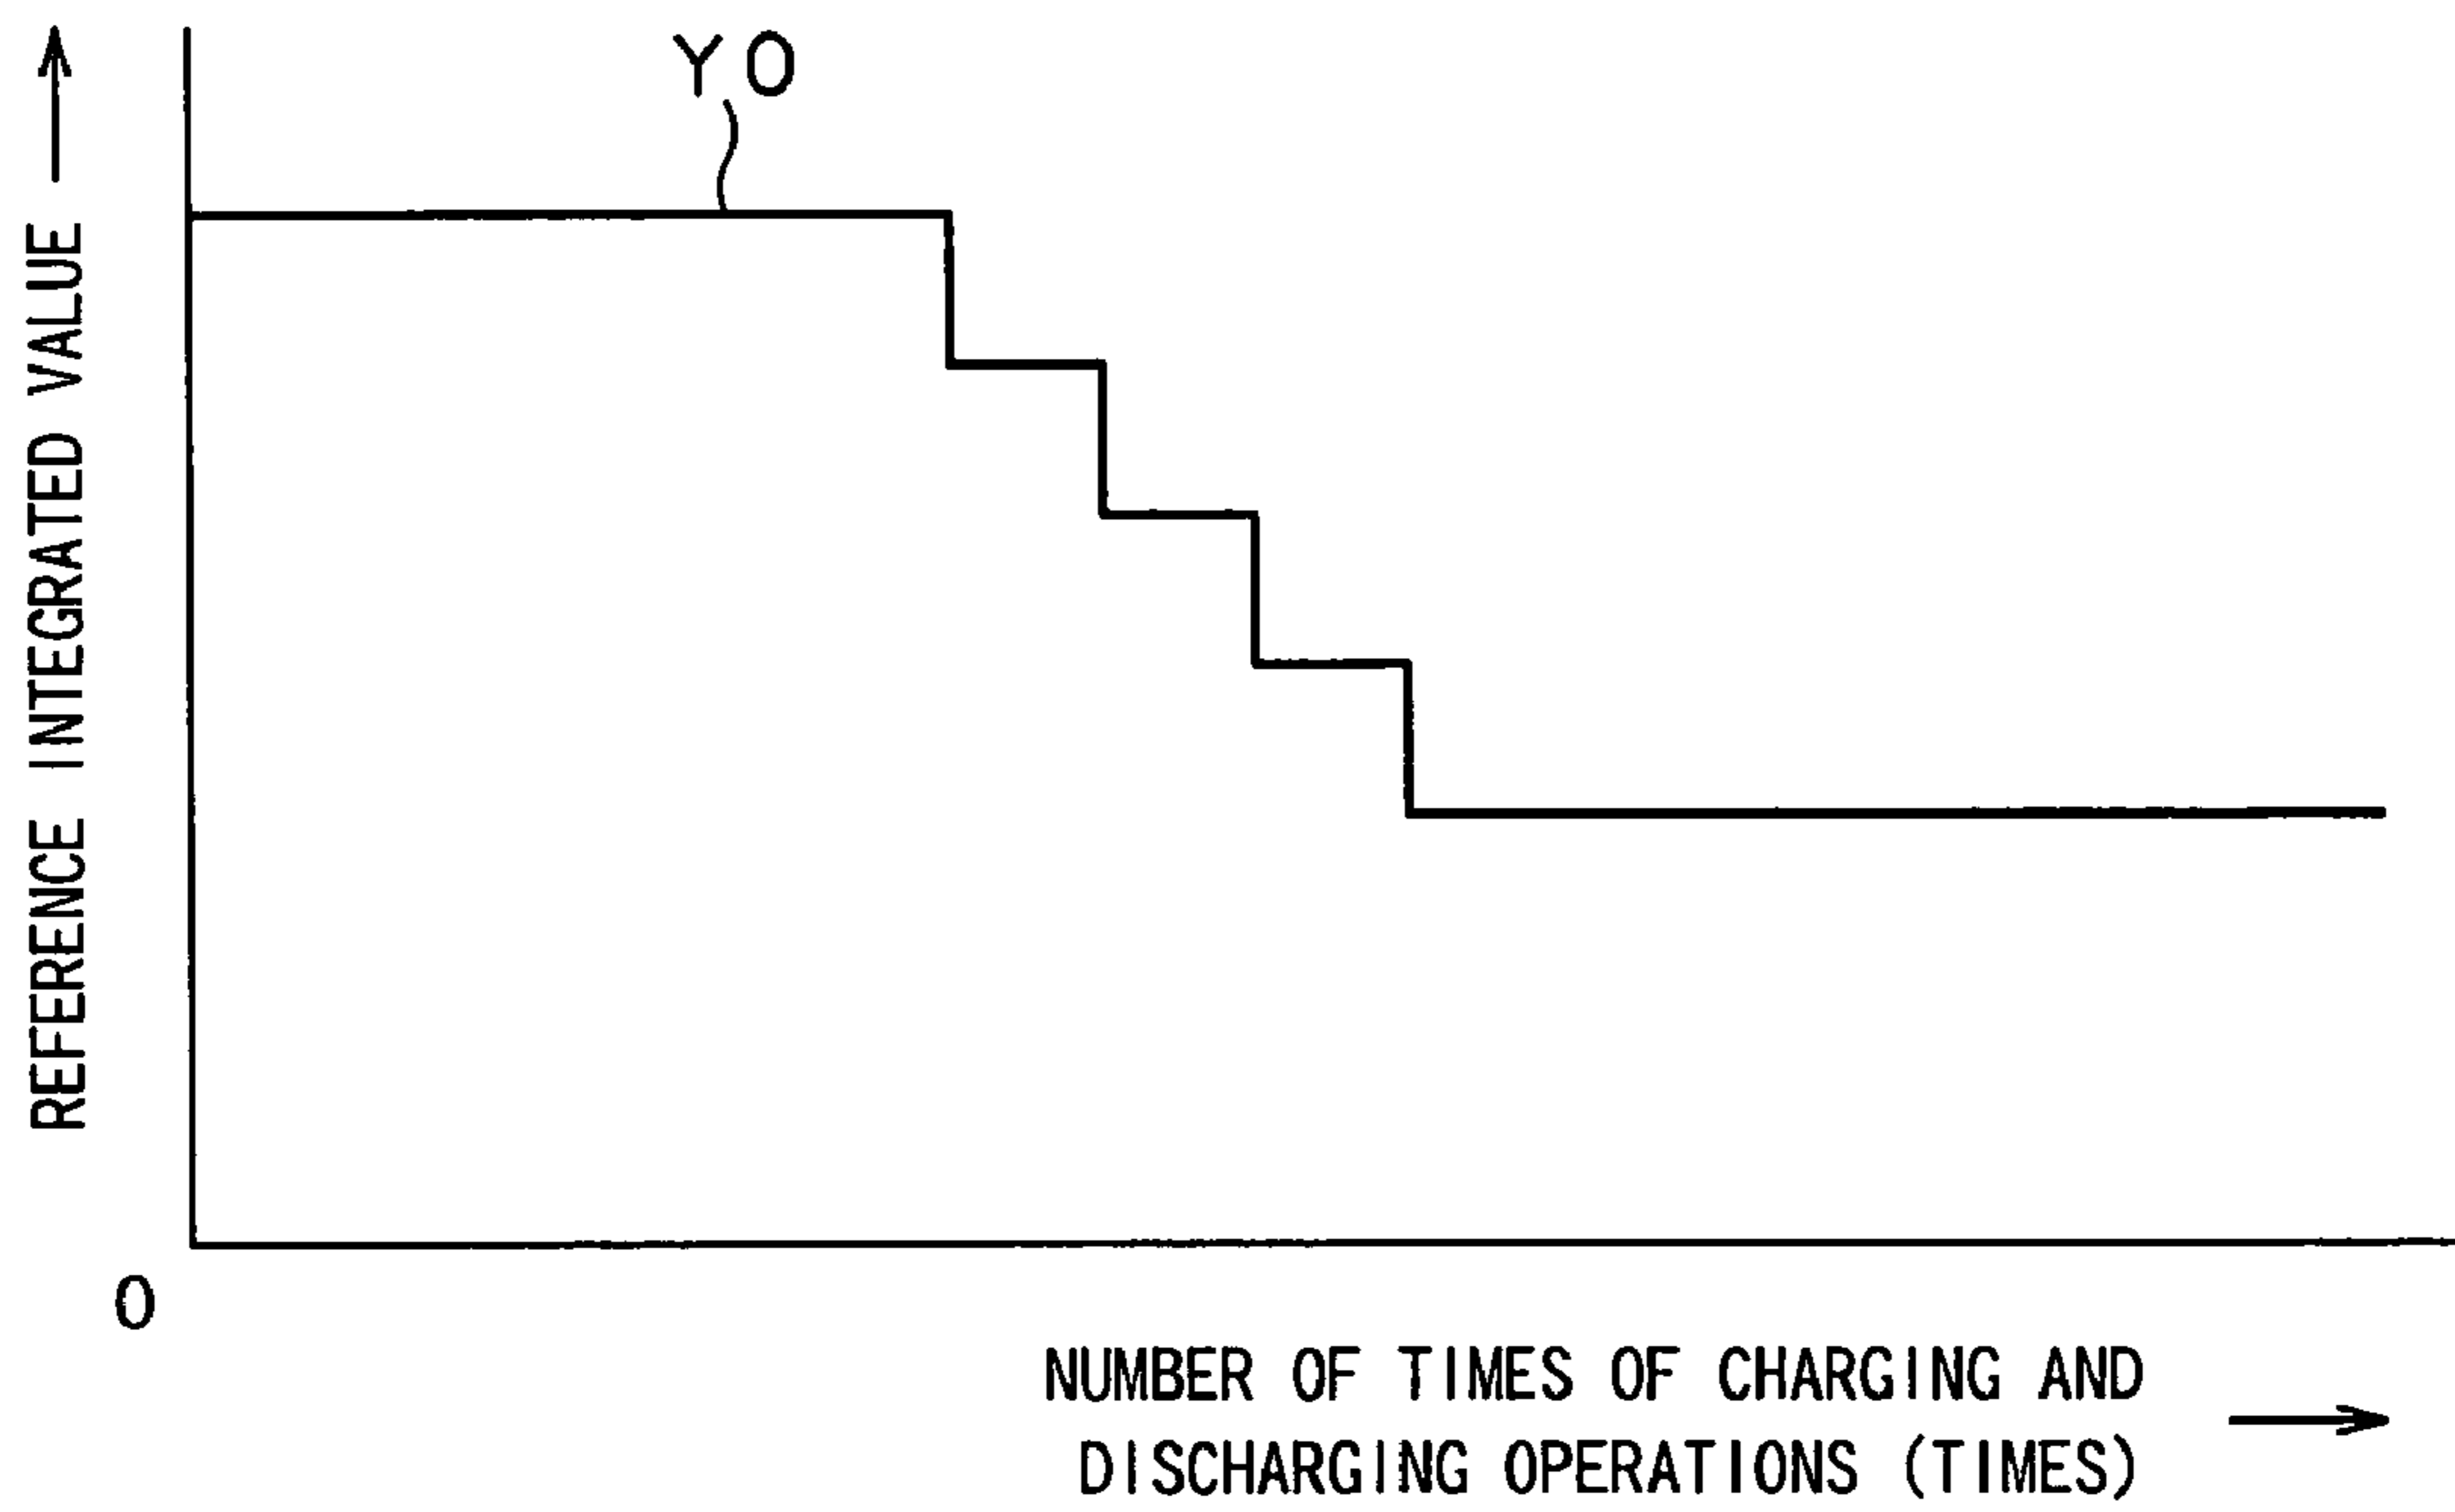 Y0
REFERENCE INTEGRATED VALUE
0
NUMBER OF TIMES OF CHARGING AND
DISCHARGING OPERATIONS (TIMES)